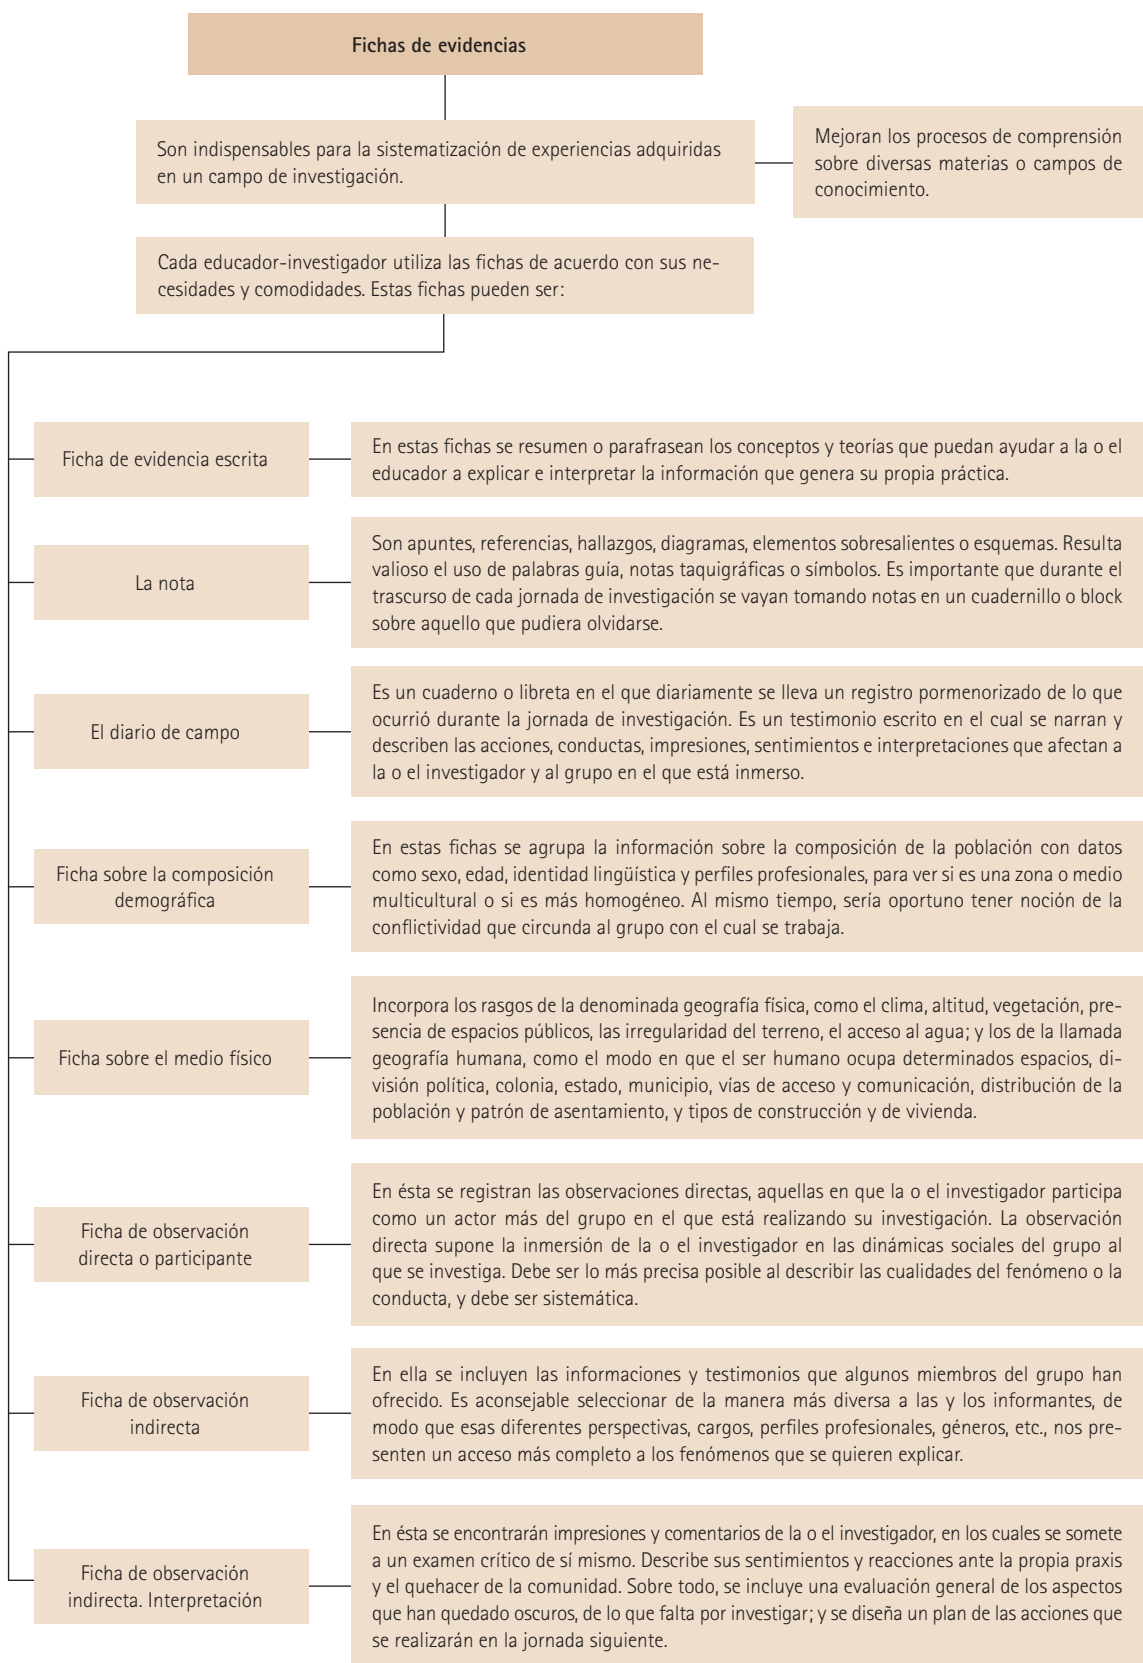 Fichas de evidencias
Son indispensables para la sistematización de experiencias adquiridas
en un campo de investigación.
Mejoran los procesos de comprensión
sobre diversas materias o campos de
conocimiento.
Cada educador-investigador utiliza las fichas de acuerdo con sus ne-
cesidades y comodidades. Estas fichas pueden ser:
Ficha de evidencia escrita
En estas fichas se resumen o parafrasean los conceptos y teorías que puedan ayudar a la o el
educador a explicar e interpretar la información que genera su propia práctica.
La nota
Son apuntes, referencias, hallazgos, diagramas, elementos sobresalientes o esquemas. Resulta
valioso el uso de palabras guía, notas taquigráficas o símbolos. Es importante que durante el
trascurso de cada jornada de investigación se vayan tomando notas en un cuadernillo o block
sobre aquello que pudiera olvidarse.
El diario de campo
Es un cuaderno o libreta en el que diariamente se lleva un registro pormenorizado de lo que
ocurrió durante la jornada de investigación. Es un testimonio escrito en el cual se narran y
describen las acciones, conductas, impresiones, sentimientos e interpretaciones que afectan a
la o el investigador y al grupo en el que está inmerso.
Ficha sobre la composición
demográfica
En estas fichas se agrupa la información sobre la composición de la población con datos
como sexo, edad, identidad lingüística y perfiles profesionales, para ver si es una zona o medio
multicultural o si es más homogéneo. Al mismo tiempo, sería oportuno tener noción de la
conflictividad que circunda al grupo con el cual se trabaja.
Ficha sobre el medio físico
Incorpora los rasgos de la denominada geografía física, como el clima, altitud, vegetación, pre-
sencia de espacios públicos, las irregularidad del terreno, el acceso al agua; y los de la llamada
geografía humana, como el modo en que el ser humano ocupa determinados espacios, di-
visión política, colonia, estado, municipio, vías de acceso y comunicación, distribución de la
población y patrón de asentamiento, y tipos de construcción y de vivienda.
Ficha de observación
directa o participante
En ésta se registran las observaciones directas, aquellas en que la o el investigador participa
como un actor más del grupo en el que está realizando su investigación. La observación
directa supone la inmersión de la o el investigador en las dinámicas sociales del grupo al
que se investiga. Debe ser lo más precisa posible al describir las cualidades del fenómeno o la
conducta, y debe ser sistemática.
Ficha de observación
indirecta
En ella se incluyen las informaciones y testimonios que algunos miembros del grupo han
ofrecido. Es aconsejable seleccionar de la manera más diversa a las y los informantes, de
modo que esas diferentes perspectivas, cargos, perfiles profesionales, géneros, etc., nos pre-
senten un acceso más completo a los fenómenos que se quieren explicar.
Ficha de observación
indirecta. Interpretación
En ésta se encontrarán impresiones y comentarios de la o el investigador, en los cuales se somete
a un examen crítico de sí mismo. Describe sus sentimientos y reacciones ante la propia praxis
y el quehacer de la comunidad. Sobre todo, se incluye una evaluación general de los aspectos
que han quedado oscuros, de lo que falta por investigar; y se diseña un plan de las acciones que
se realizarán en la jornada siguiente.